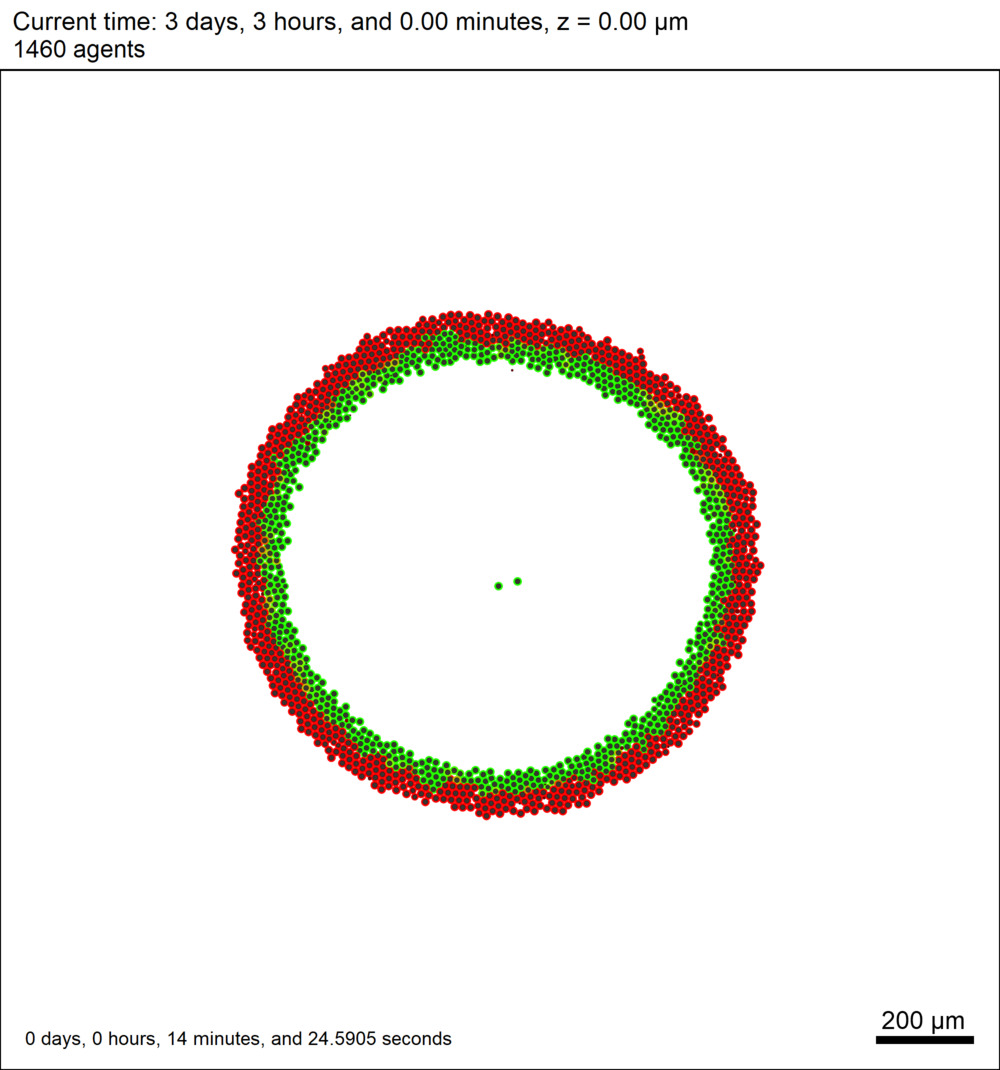 Current time: 3 days, 3 hours, and 0.00 minutes, z = 0.00 μm
1460 agents
200 μm
0 days, 0 hours, 14 minutes, and 24.5905 seconds